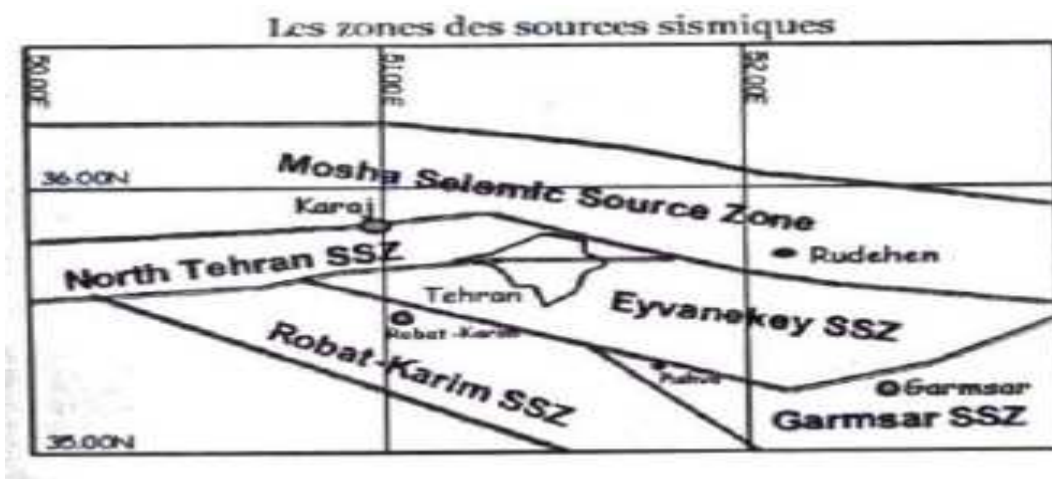 Les zones des sources sismiques
50.00E
51.00E
52.00E
36.00N
Mosha Seismic Source Zone
Karaj
Rudehen
North Tehran SSZ
Tehran
Eyvanekey SSZ
Robat-Karim
Robat-Karim SSZ
Garmsar
Garmsar SSZ
35.00N